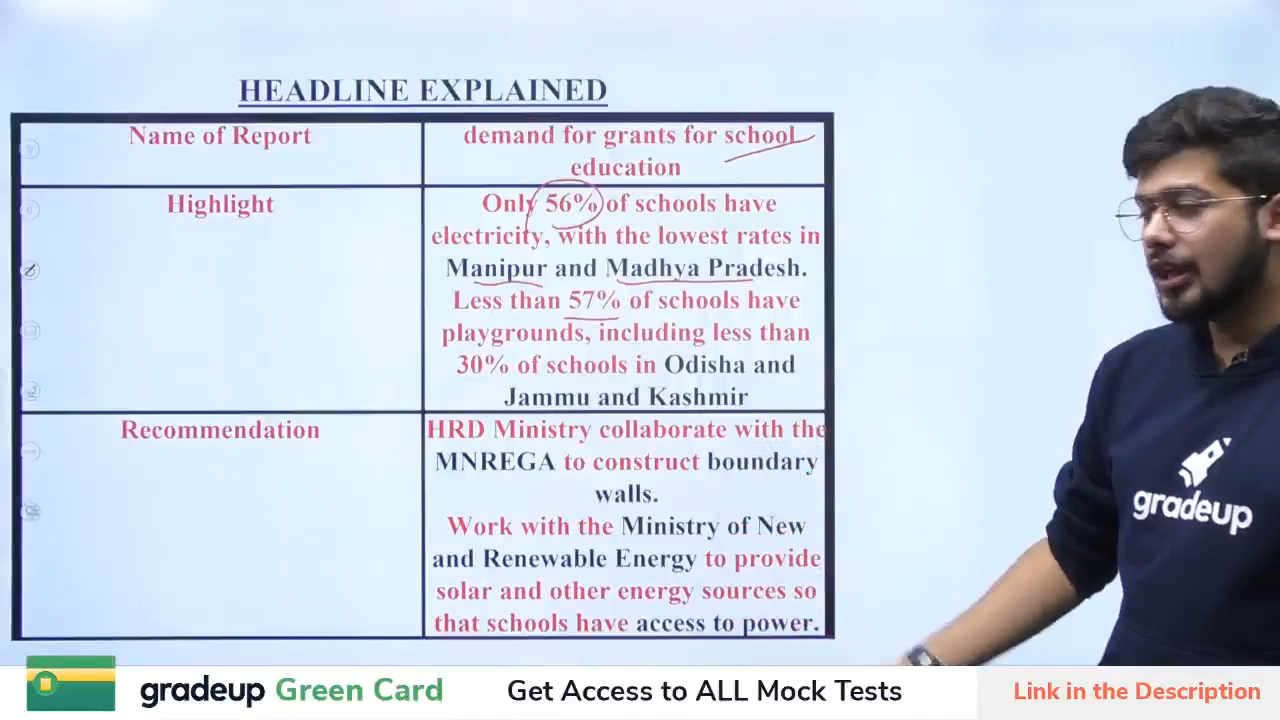 HEADLINE EXPLAINED
Name of Report
demand for grants for school
education
Highlight
Only 56% of schools have
electricity, with the lowest rates in
Manipur and Madhya Pradesh.
Less than 57% of schools have
playgrounds, including less than
30% of schools in Odisha and
Jammu and Kashmir
Recommendation
HRD Ministry collaborate with the
MNREGA to construct boundary
walls.
Work with the Ministry of New
and Renewable Energy to provide
solar and other energy sources so
that schools have access to power.
gradeup
gradeup Green Card
Get Access to ALL Mock Tests
Link in the Description